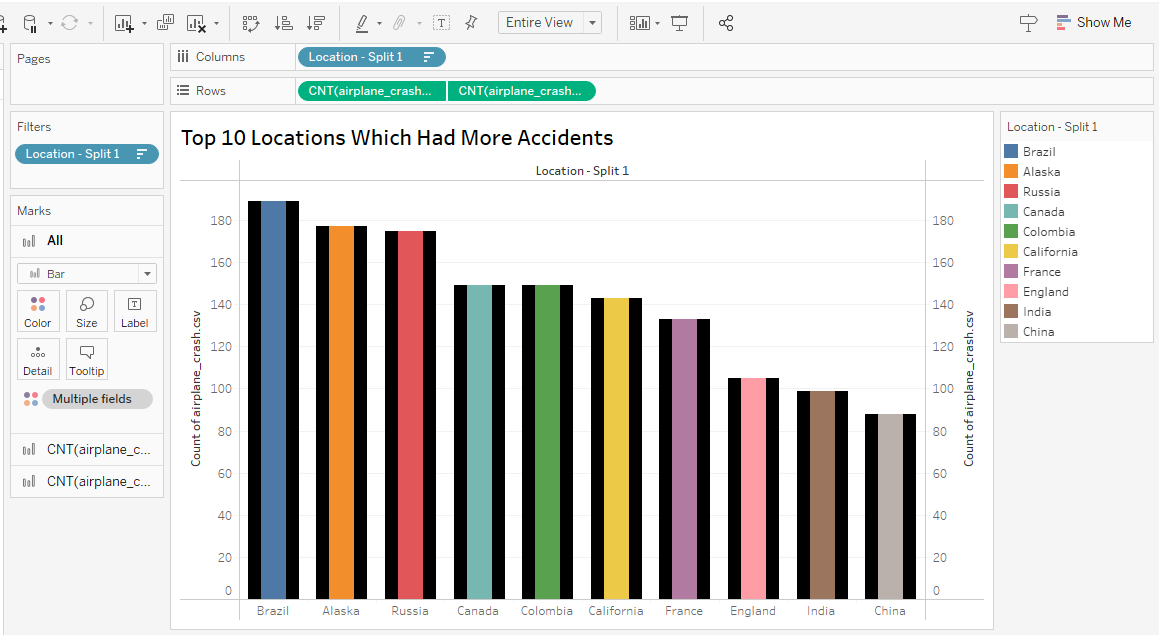 Entire View
Show Me
Pages
Columns
Location - Split 1
Rows
CNT(airplane_crash...
CNT(airplane_crash...
Filters
Location - Split 1
Marks
All
Bar
Color
Size
T
Label
Detail
Tooltip
Multiple fields
CNT(airplane_c...
CNT(airplane_c...
Top 10 Locations Which Had More Accidents
Location - Split 1
Count of airplane_crash.csv
180
160
140
120
100
80
60
40
20
0
Brazil
Alaska
Russia
Canada
Colombia
California
France
England
India
China
180
160
140
120
100
80
60
40
20
0
Count of airplane_crash.csv
Location - Split 1
Brazil
Alaska
Russia
Canada
Colombia
California
France
England
India
China